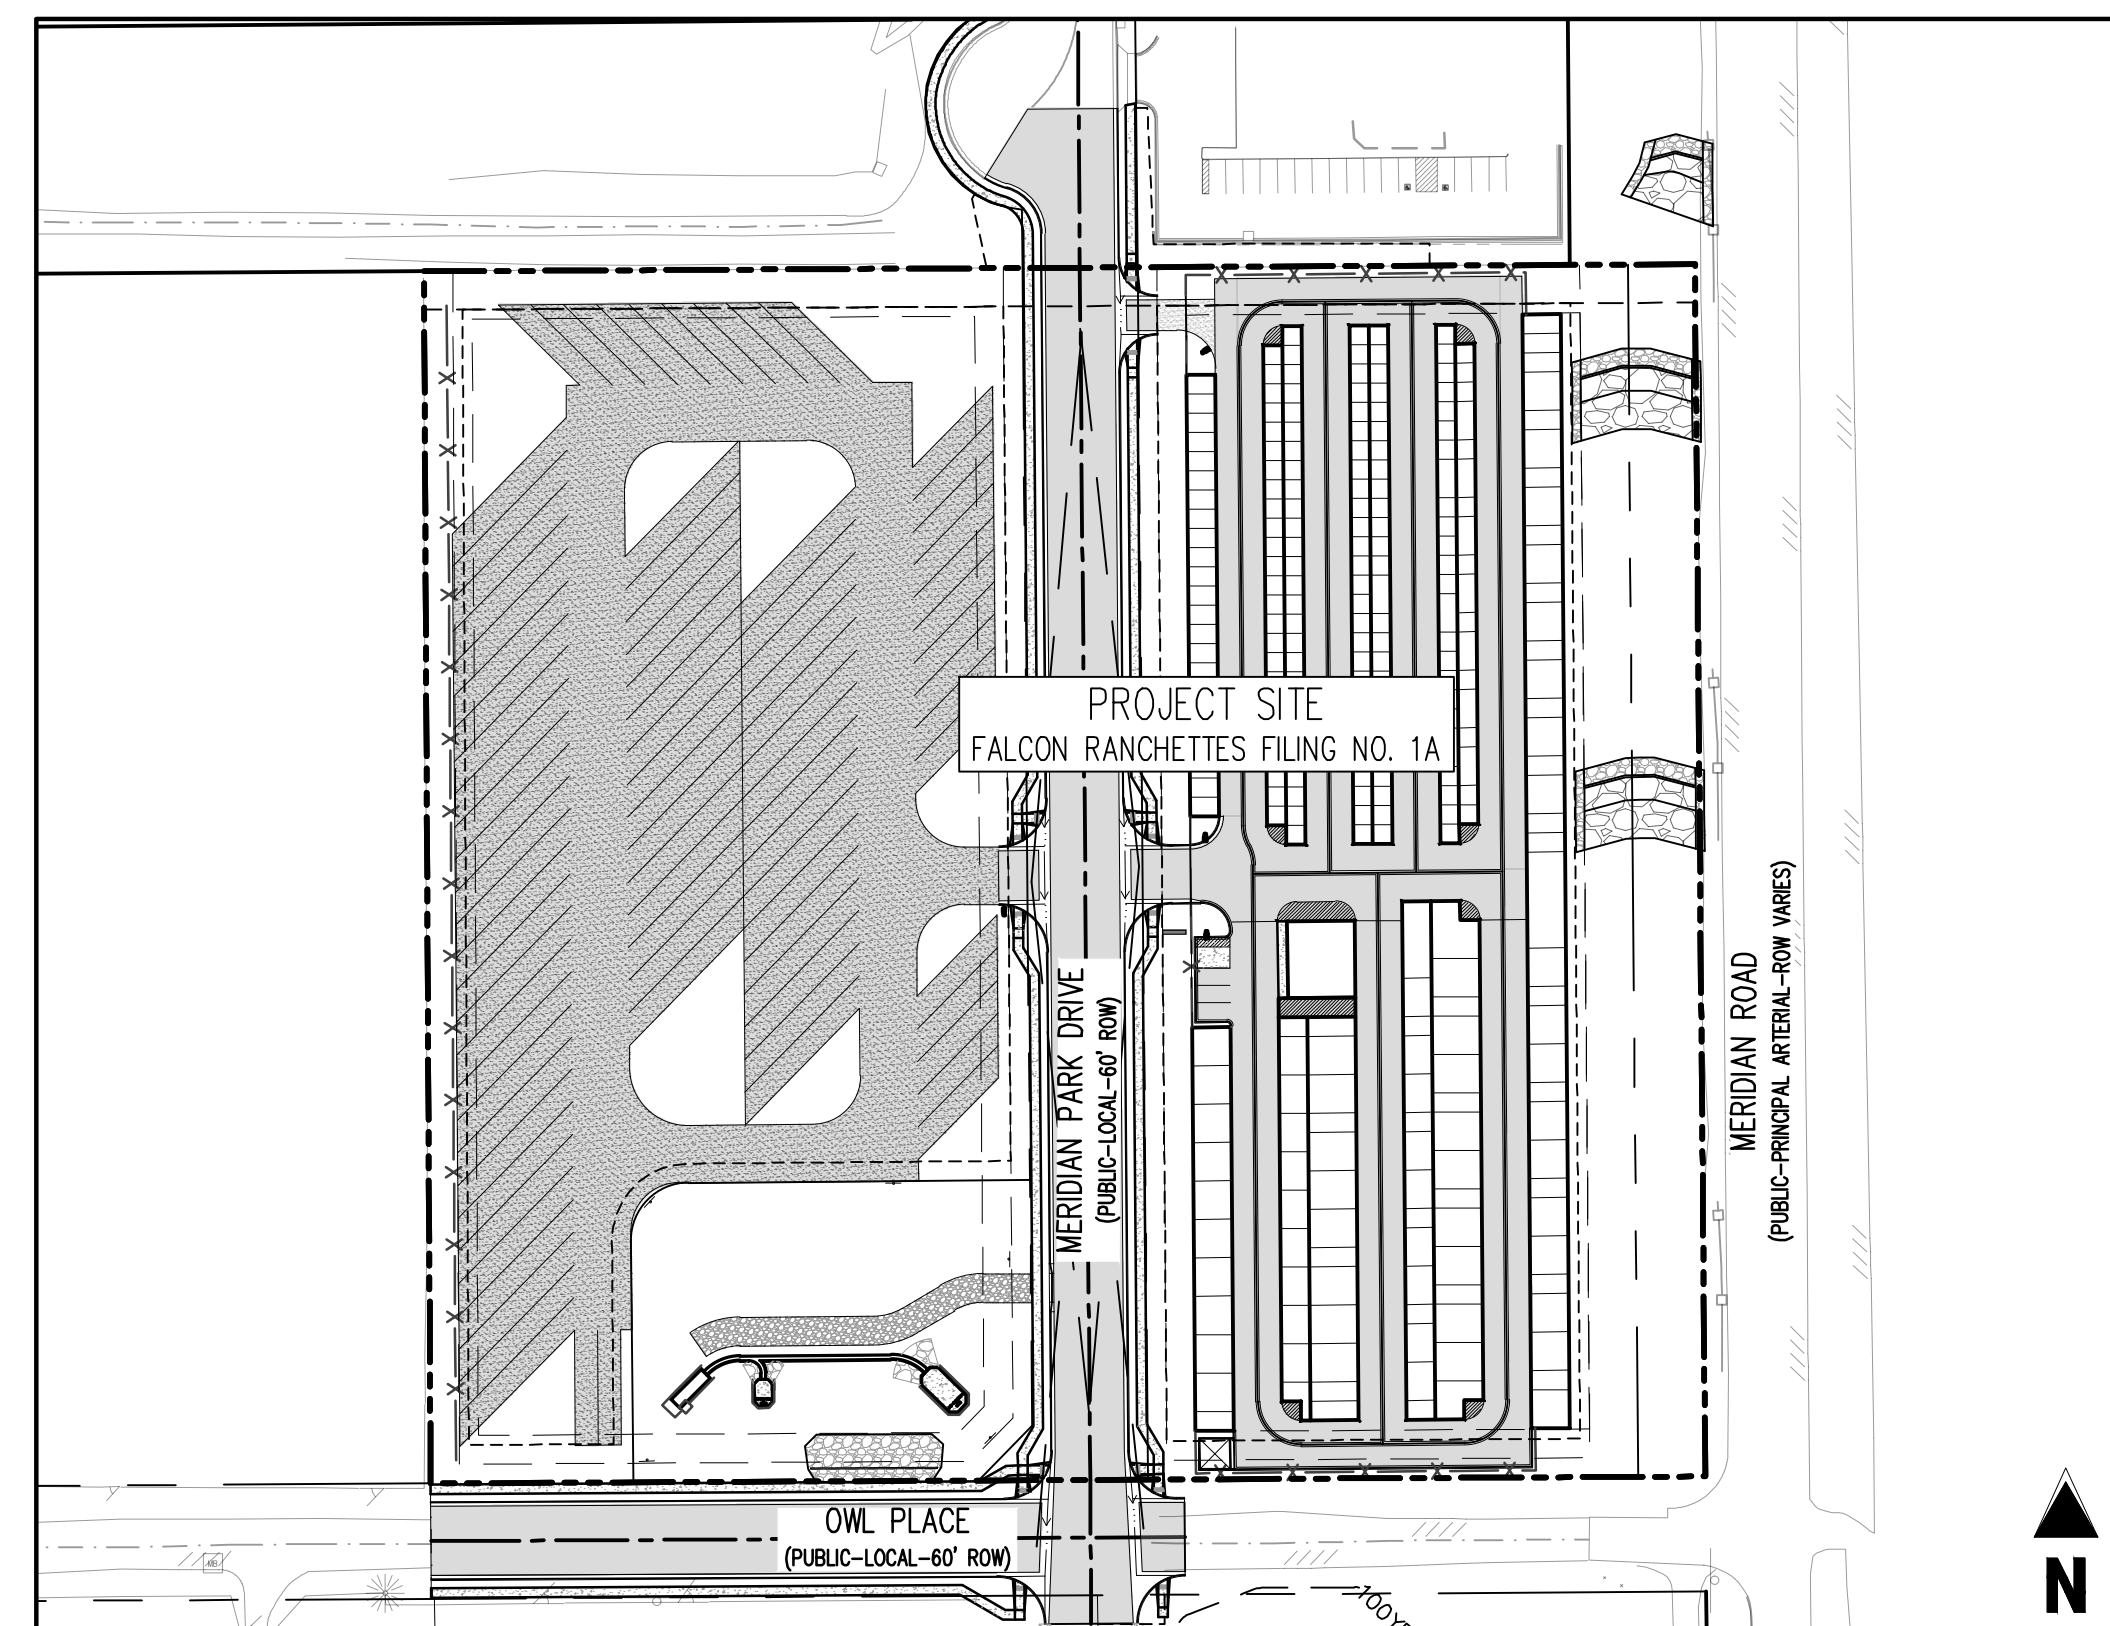 PROJECT SITE
FALCON RANCHETTES FILING NO. 1A
MERIDIAN PARK DRIVE
(PUBLIC-LOCAL-60' ROW)
MERIDIAN ROAD
(PUBLIC-PRINCIPAL ARTERIAL-ROW VARIES)
OWL PLACE
(PUBLIC-LOCAL-60' ROW)
MB
N